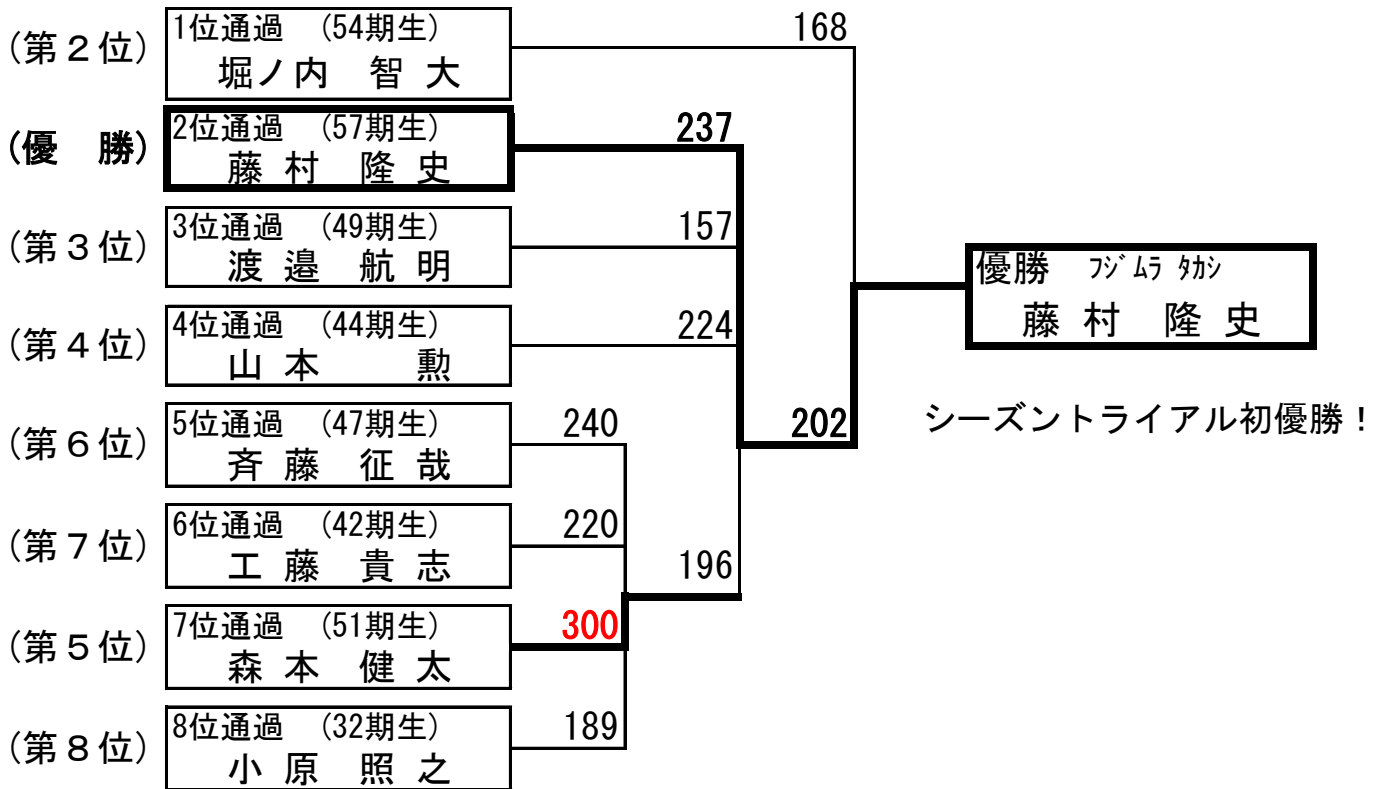 (第２位)
1位通過 (54期生)
堀ノ内 智大
168
(優 勝)
2位通過 (57期生)
藤村 隆史
237
(第３位)
3位通過 (49期生)
渡邉 航明
157
優勝 ﾌｼﾞﾑﾗ ﾀｶｼ
藤村 隆史
(第４位)
4位通過 (44期生)
山本 勲
224
202
シーズントライアル初優勝！
(第６位)
5位通過 (47期生)
斉藤 征哉
240
(第７位)
6位通過 (42期生)
工藤 貴志
220
196
(第５位)
7位通過 (51期生)
森本 健太
300
(第８位)
8位通過 (32期生)
小原 照之
189